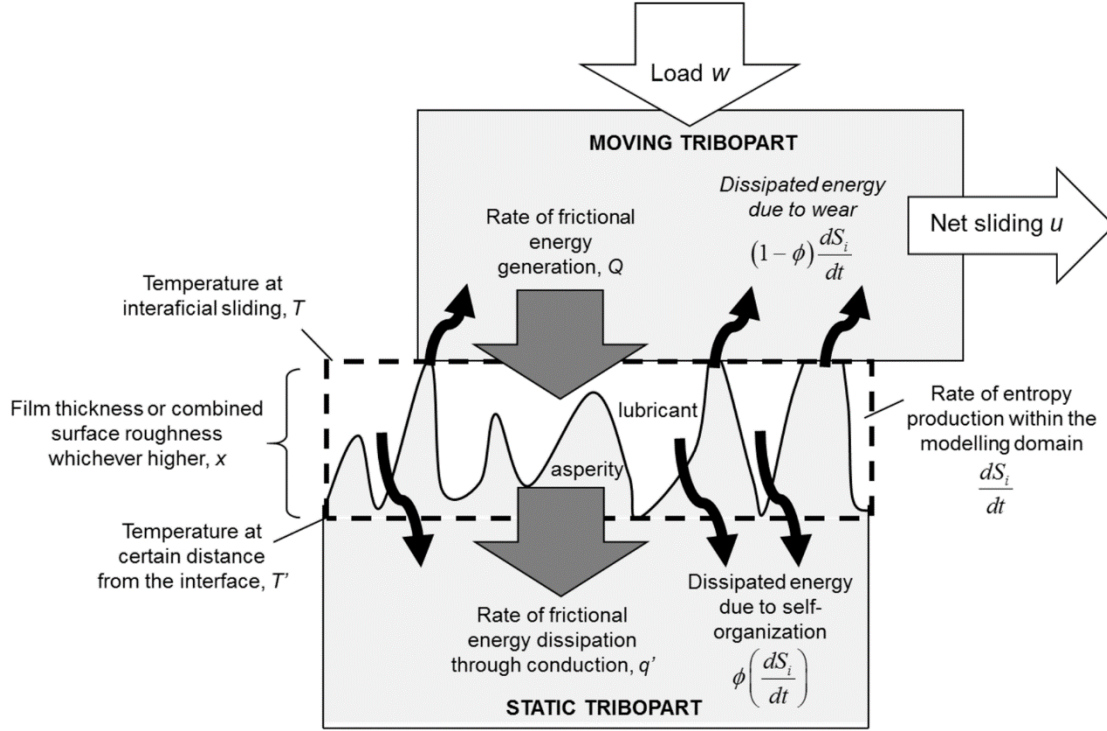 Load w
MOVING TRIBOPART
Dissipated energy
due to wear
(1 − ϕ) dS_i/dt
Net sliding u
Rate of frictional
energy
generation, Q
Temperature at
interaficial sliding, T
Film thickness or combined
surface roughness
whichever higher, x
lubricant
asperity
Rate of entropy
production within the
modelling domain
dS_i/dt
Temperature at
certain distance
from the interface, T’
Rate of frictional
energy dissipation
through conduction, q’
Dissipated energy
due to self-
organization
ϕ(dS_i/dt)
STATIC TRIBOPART